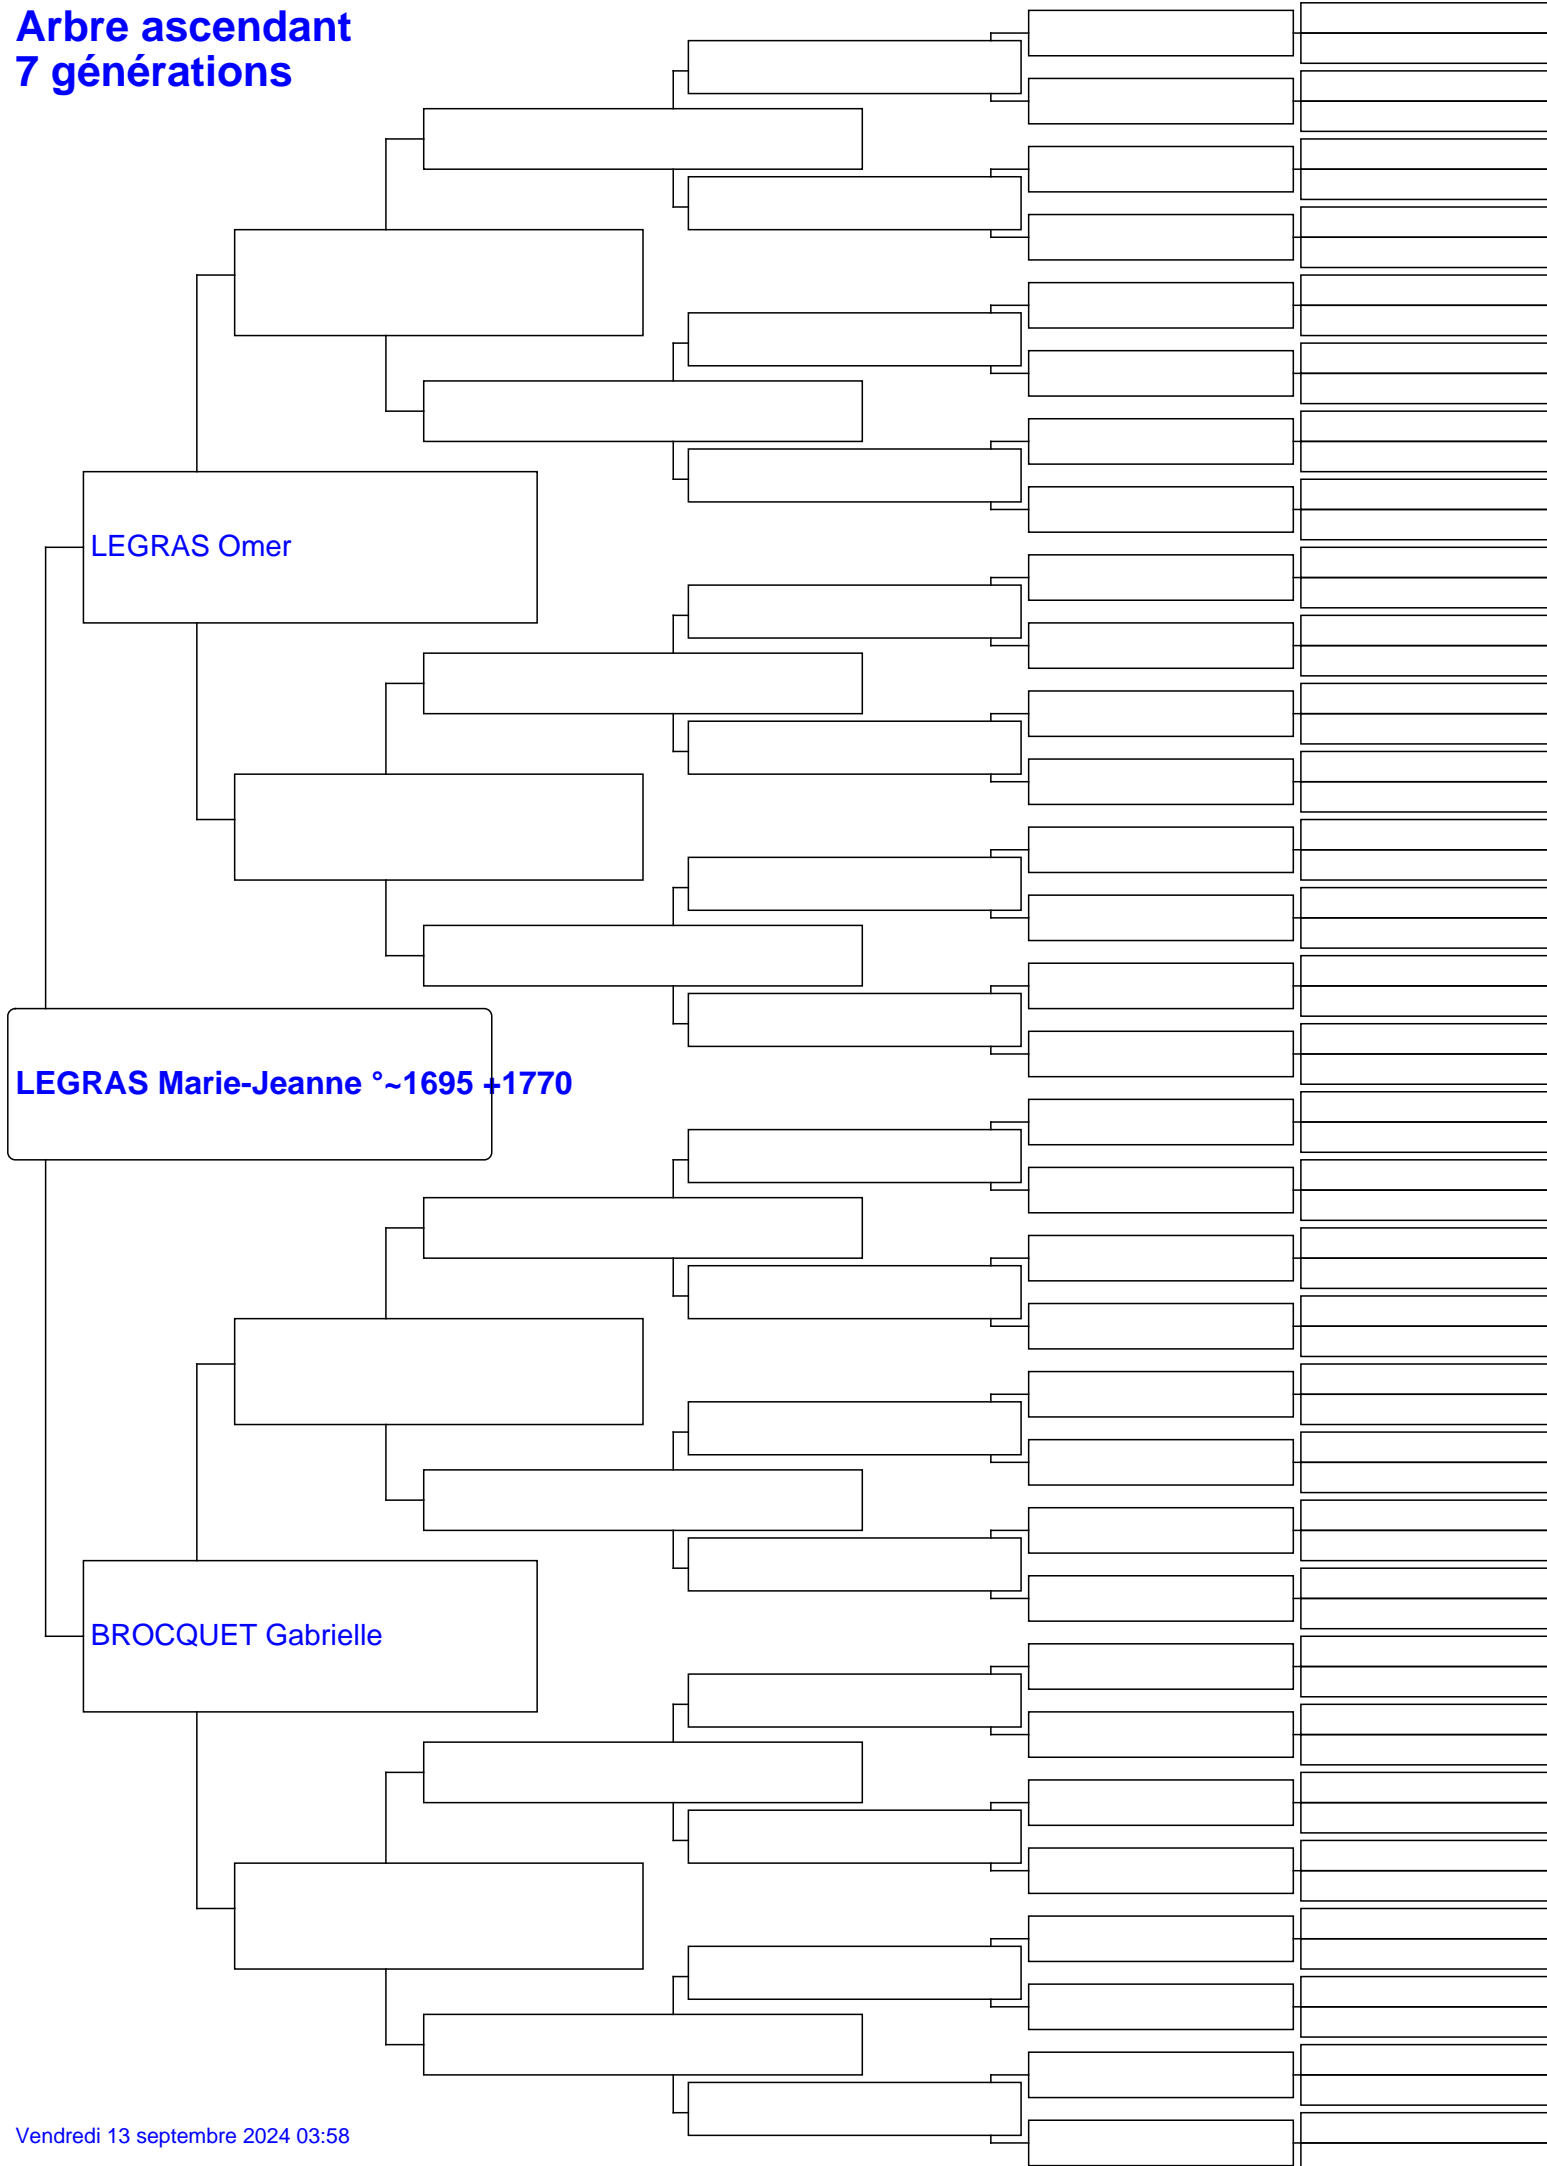 Arbre ascendant
7 générations
LEGRAS Omer
LEGRAS Marie-Jeanne °~1695 +1770
BROCQUET Gabrielle
Vendredi 13 septembre 2024 03:58